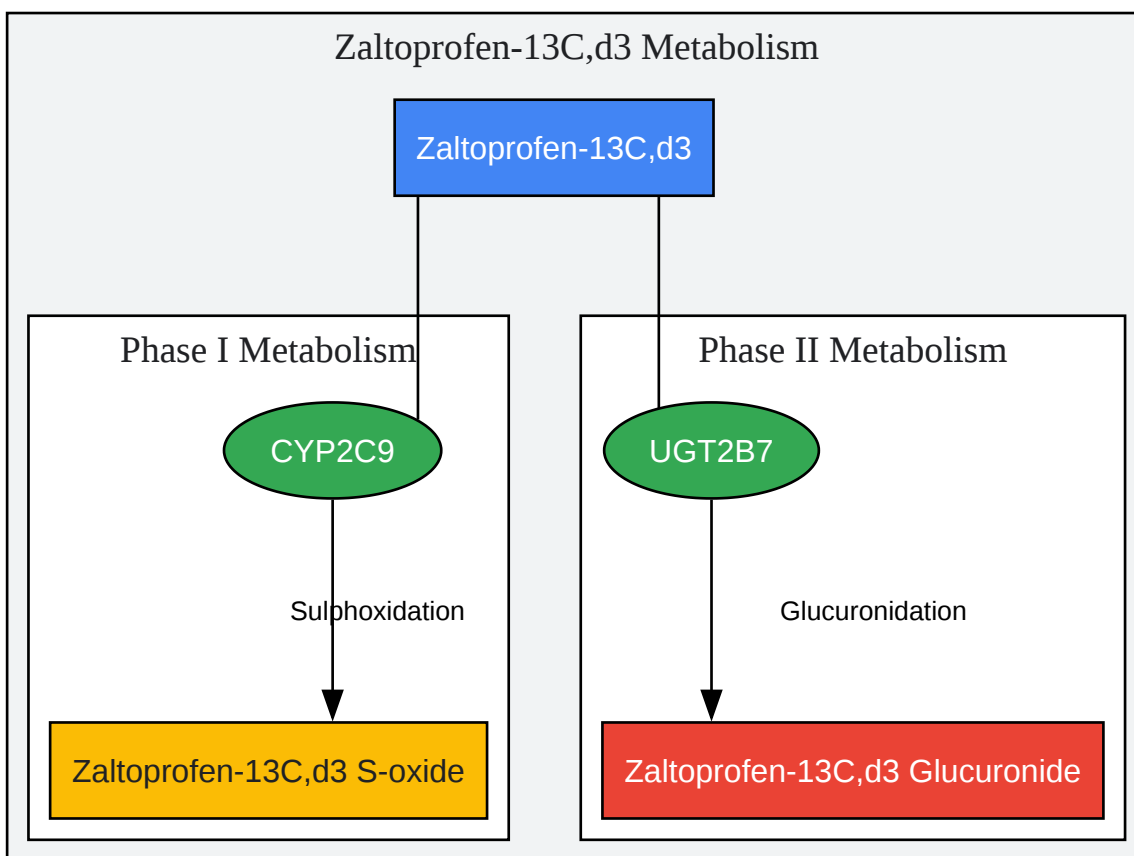 Zaltoprofen-13C,d3 Metabolism
Zaltoprofen-13C,d3
Phase I Metabolism
Phase II Metabolism
CYP2C9
UGT2B7
Sulphoxidation
Glucuronidation
Zaltoprofen-13C,d3 S-oxide
Zaltoprofen-13C,d3 Glucuronide